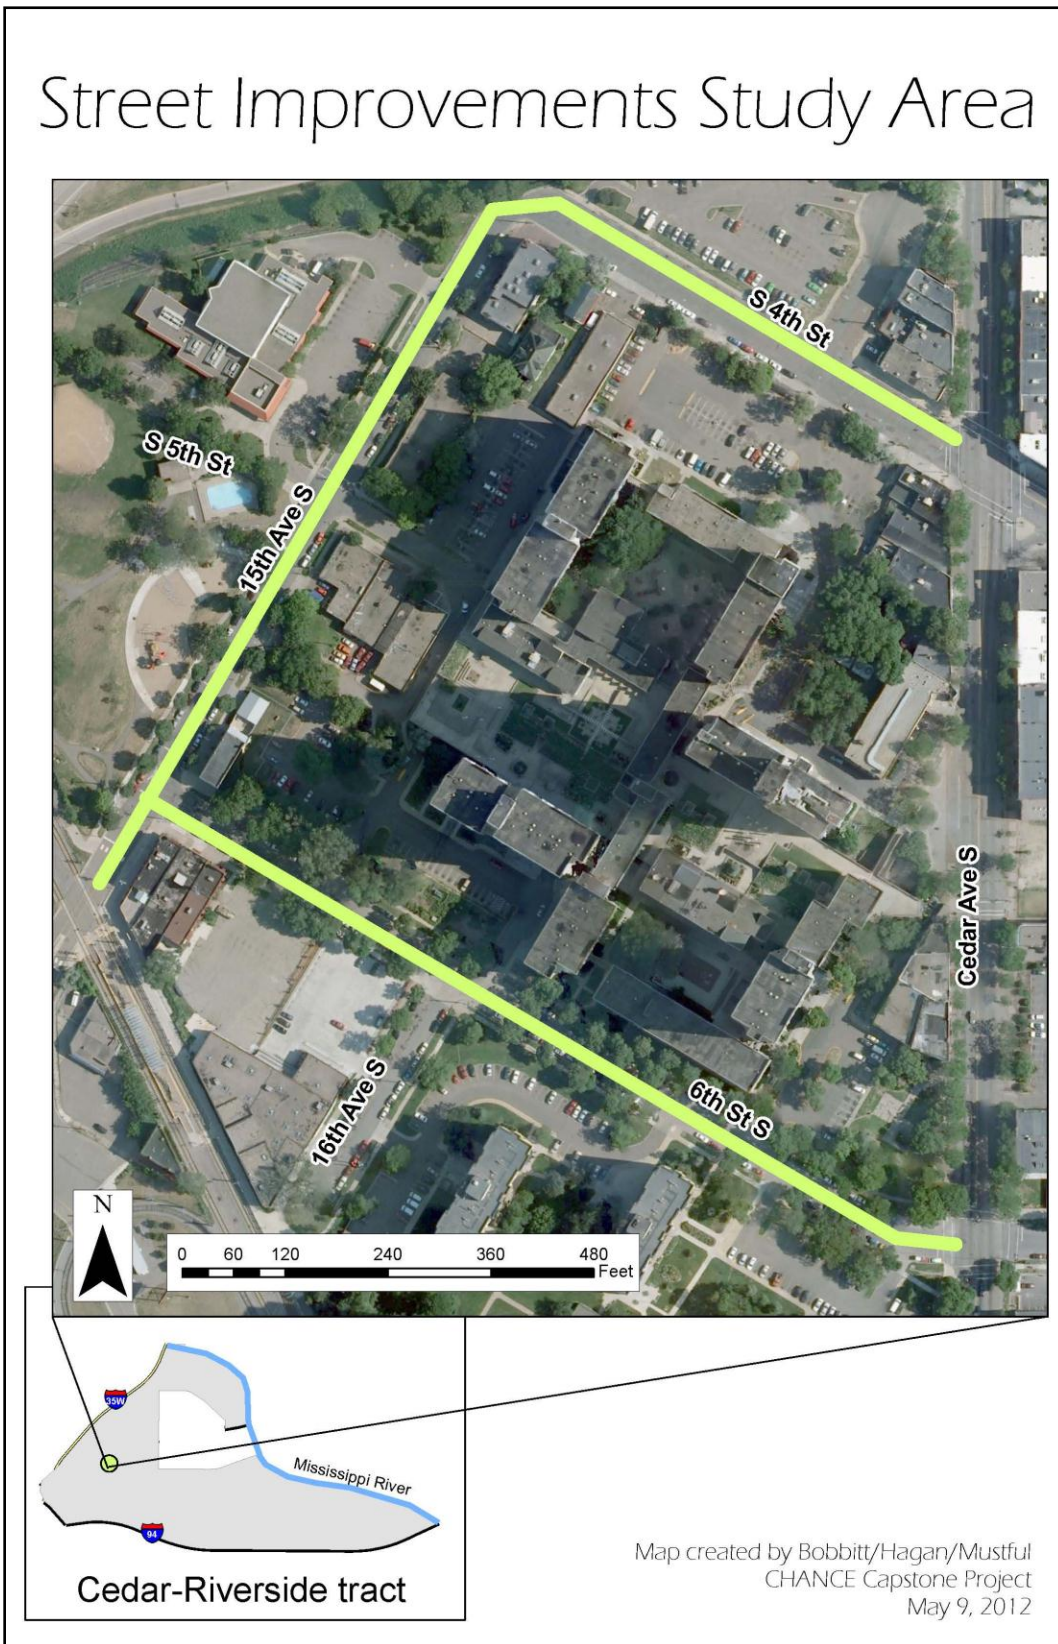 Street Improvements Study Area
S 4th St
S 5th St
15th Ave S
Cedar Ave S
16th Ave S
6th St S
N
0 60 120 240 360 480
Feet
35W
Mississippi River
94
Cedar-Riverside tract
Map created by Bobbitt/Hagan/Mustful
CHANCE Capstone Project
May 9, 2012